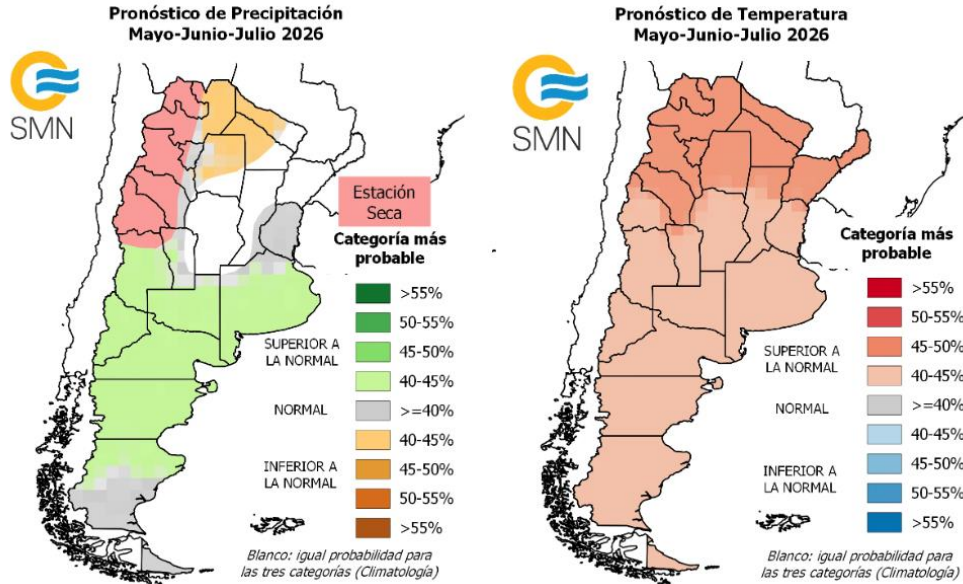 Pronóstico de Precipitación
Mayo-Junio-Julio 2026
SMN
Estación
Seca
Categoría más
probable
>55%
50-55%
45-50%
SUPERIOR A
LA NORMAL
40-45%
NORMAL
>=40%
40-45%
INFERIOR A
LA NORMAL
45-50%
50-55%
>55%
Blanco: igual probabilidad para
las tres categorías (Climatología)
Pronóstico de Temperatura
Mayo-Junio-Julio 2026
SMN
Categoría más
probable
>55%
50-55%
45-50%
SUPERIOR A
LA NORMAL
40-45%
NORMAL
>=40%
40-45%
INFERIOR A
LA NORMAL
45-50%
50-55%
>55%
Blanco: igual probabilidad para
las tres categorías (Climatología)